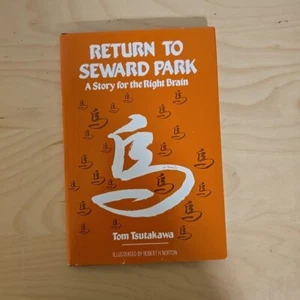 RETURN TO
SEWARD PARK
A Story for the Right Brain
Tom Tsutakawa
ILLUSTRATED BY ROBERT H NORTON